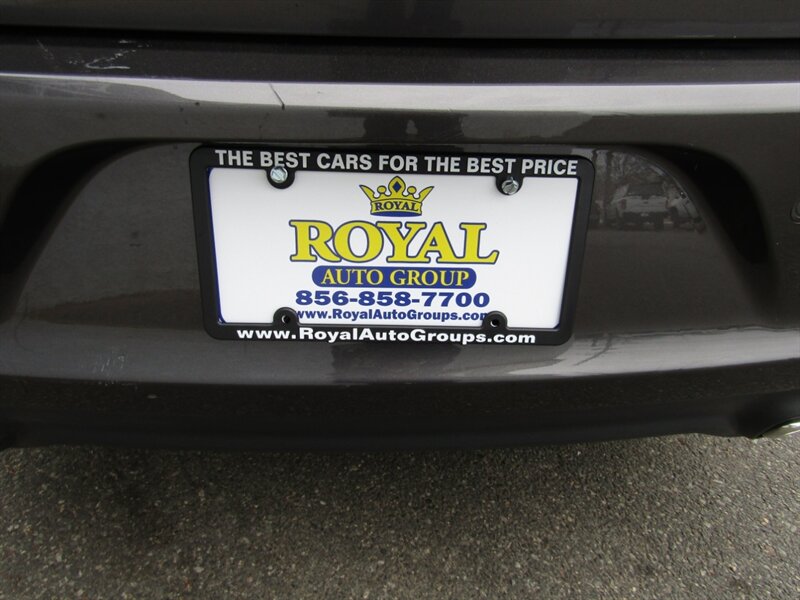 THE BEST CARS FOR THE BEST PRICE
ROYAL
ROYAL
AUTO GROUP
856-858-7700
www.RoyalAutoGroups.com
www.RoyalAutoGroups.com